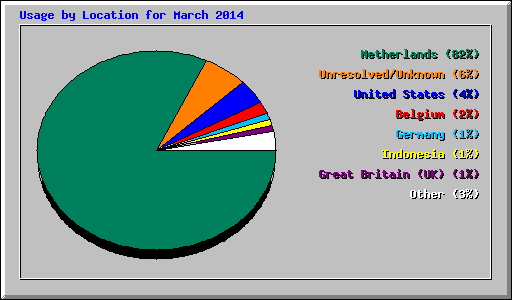 Usage by Location for March 2014
Netherlands (82%)
Unresolved/Unknown (6%)
United States (4%)
Belgium (2%)
Germany (1%)
Indonesia (1%)
Great Britain (UK) (1%)
Other (3%)